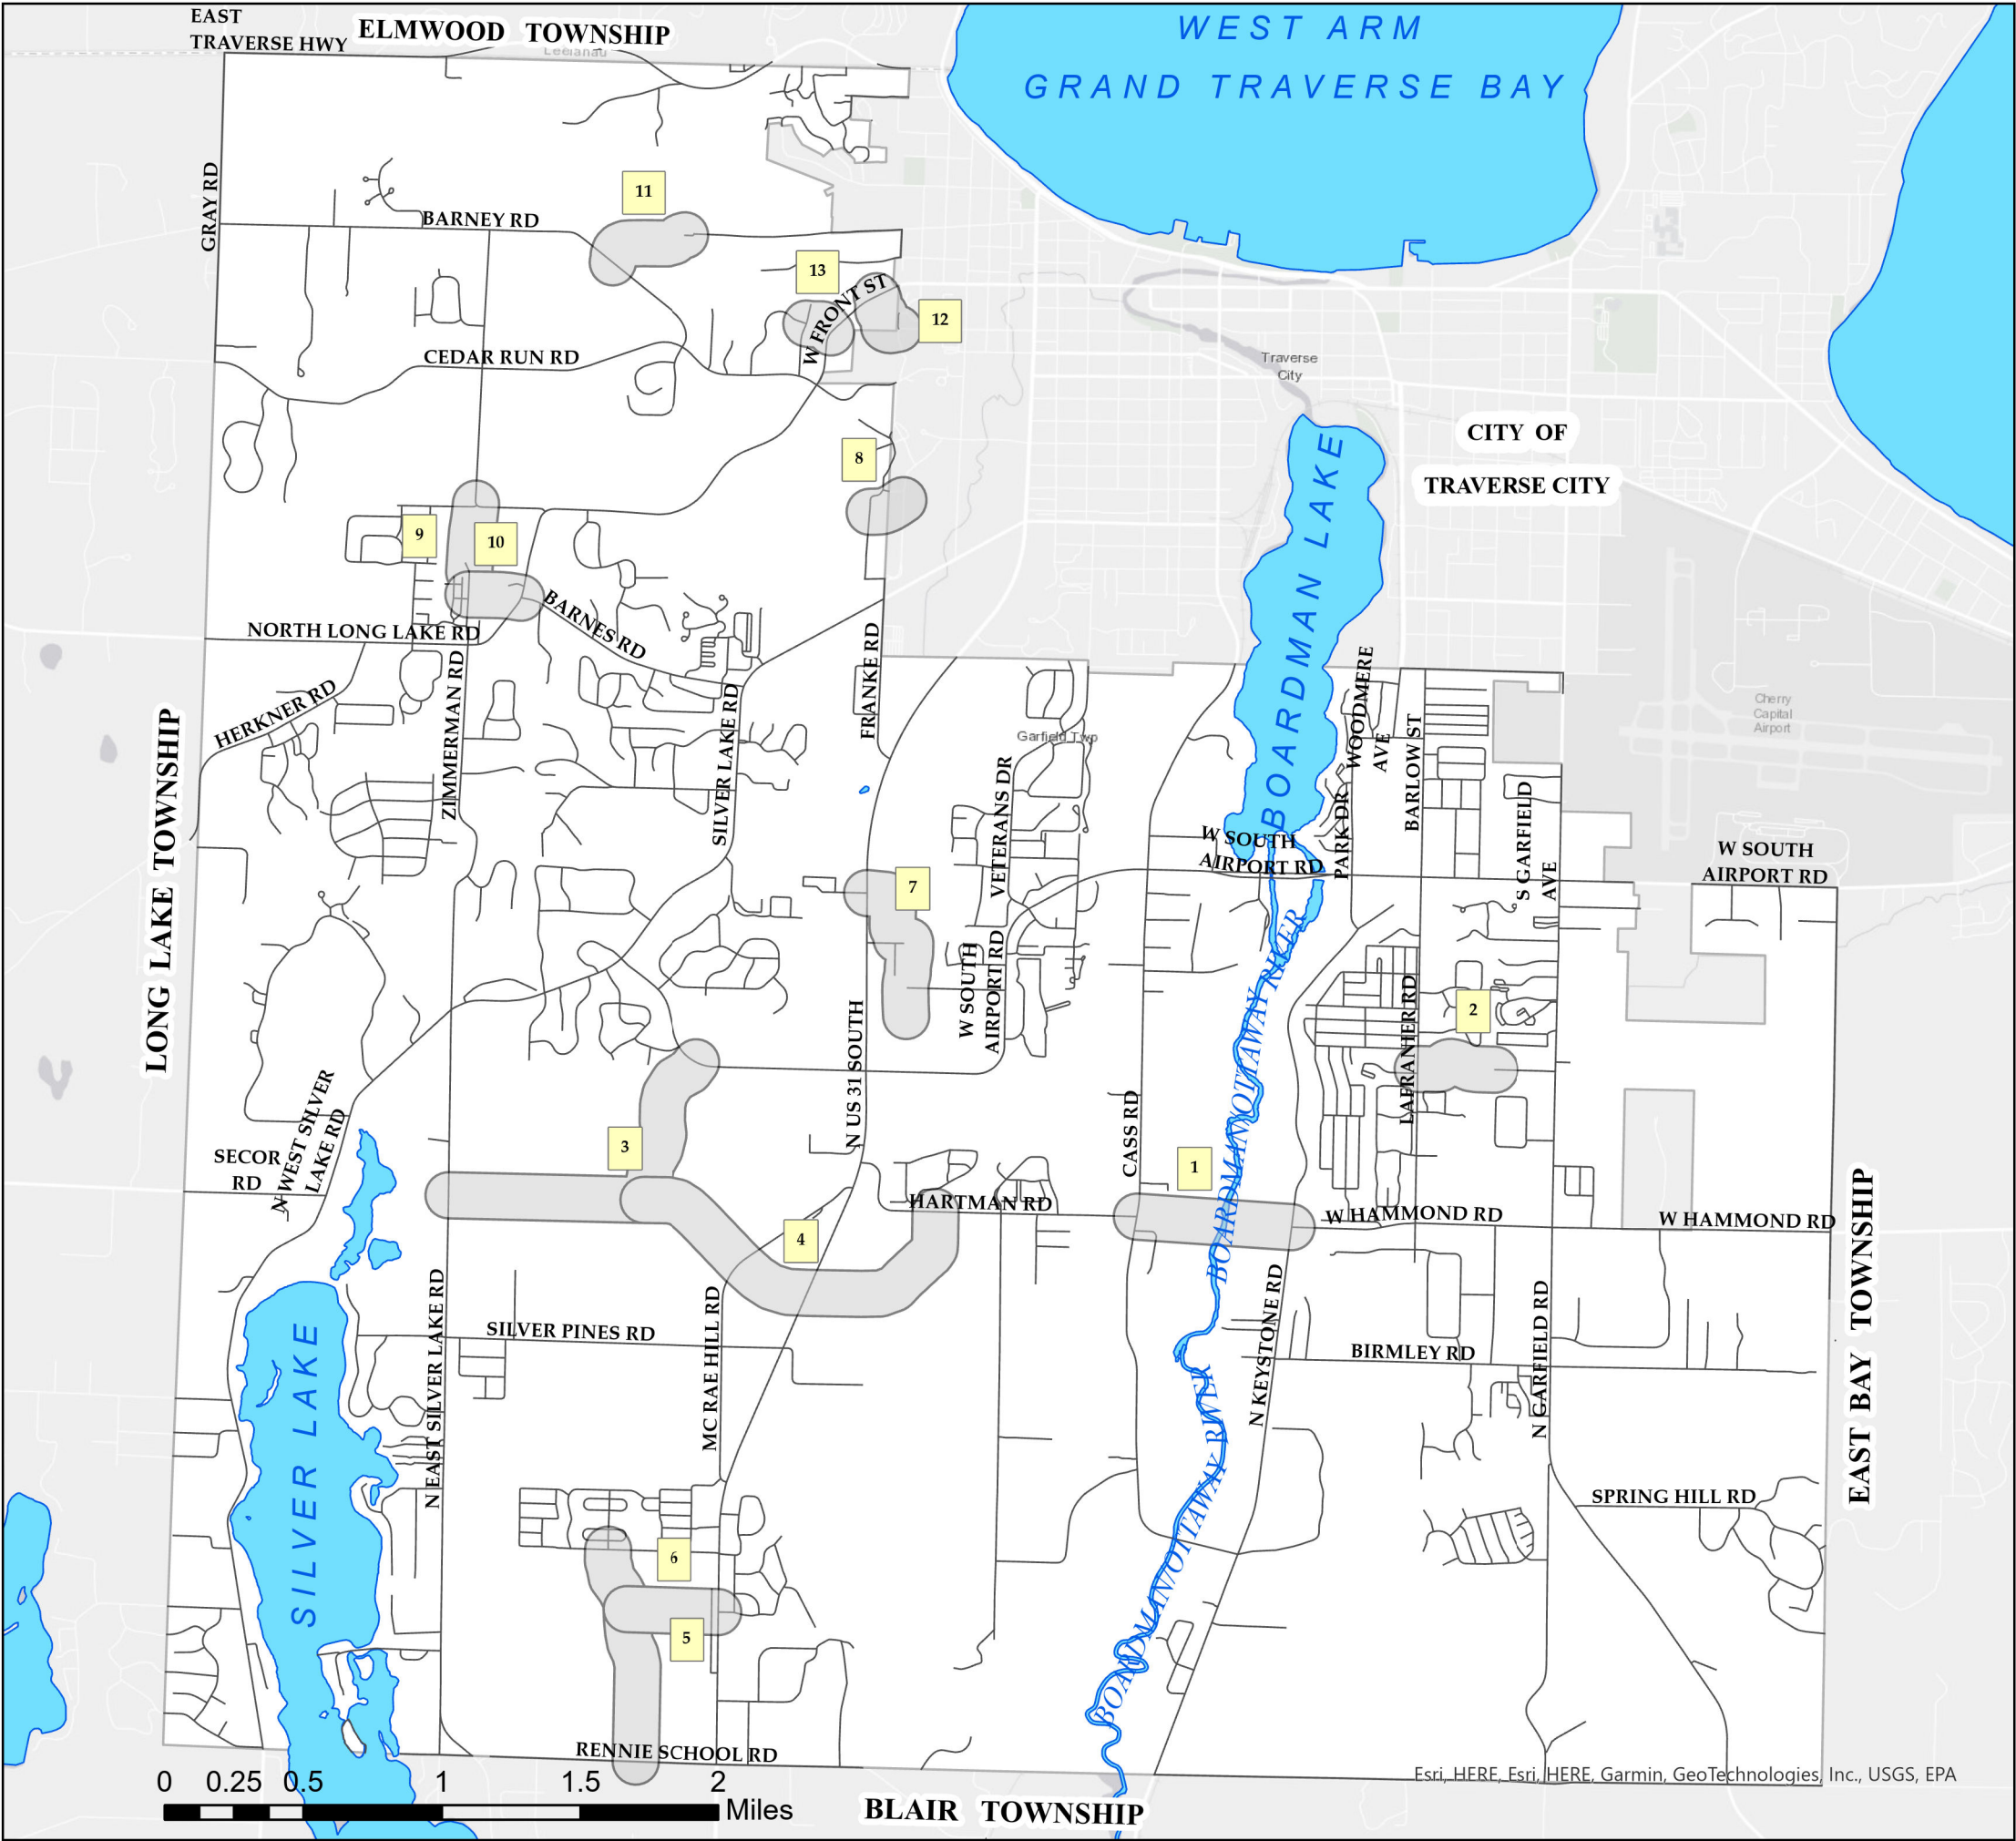 EAST
TRAVERSE HWY
ELMWOOD TOWNSHIP
Leelanau
WEST ARM
GRAND TRAVERSE BAY
GRAY RD
11
BARNEY RD
13
W FRONT ST
12
CEDAR RUN RD
Traverse
City
CITY OF
TRAVERSE CITY
8
9
10
BARNES RD
NORTH LONG LAKE RD
HERKNER RD
ZIMMERMAN RD
SILVER LAKE RD
FRANKE RD
Garfield Twp
VETERANS DR
BOARDMAN LAKE
WOODMERE
AVE
BARLOW ST
PARK DR
S GARFIELD
AVE
Cherry
Capital
Airport
W SOUTH
AIRPORT RD
W SOUTH
AIRPORT RD
LONG LAKE TOWNSHIP
7
W SOUTH
AIRPORT RD
N US 31 SOUTH
BOARDMAN/OTTAWAY RIVER
2
LAFRANIER RD
N WEST SILVER
LAKE RD
SECOR
RD
3
CASS RD
1
HARTMAN RD
W HAMMOND RD
W HAMMOND RD
4
EAST BAY TOWNSHIP
SILVER LAKE
N EAST SILVER LAKE RD
SILVER PINES RD
MC RAE HILL RD
N KEYSTONE RD
BIRMLEY RD
N GARFIELD RD
BOARDMAN/OTTAWAY RIVER
SPRING HILL RD
6
5
BOARDMAN/OTTAWAY RIVER
RENNIE SCHOOL RD
0 0.25 0.5 1 1.5 2
Miles
BLAIR TOWNSHIP
Esri, HERE, Esri, HERE, Garmin, GeoTechnologies, Inc., USGS, EPA